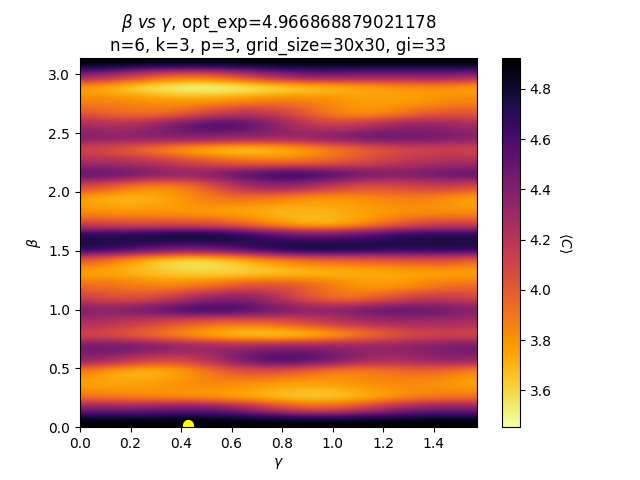 β vs γ, opt_exp=4.966868879021178
n=6, k=3, p=3, grid_size=30x30, gi=33
3.0
2.5
2.0
1.5
1.0
0.5
0.0
β
0.0 0.2 0.4 0.6 0.8 1.0 1.2 1.4
γ
4.8
4.6
4.4
4.2
4.0
3.8
3.6
⟨C⟩